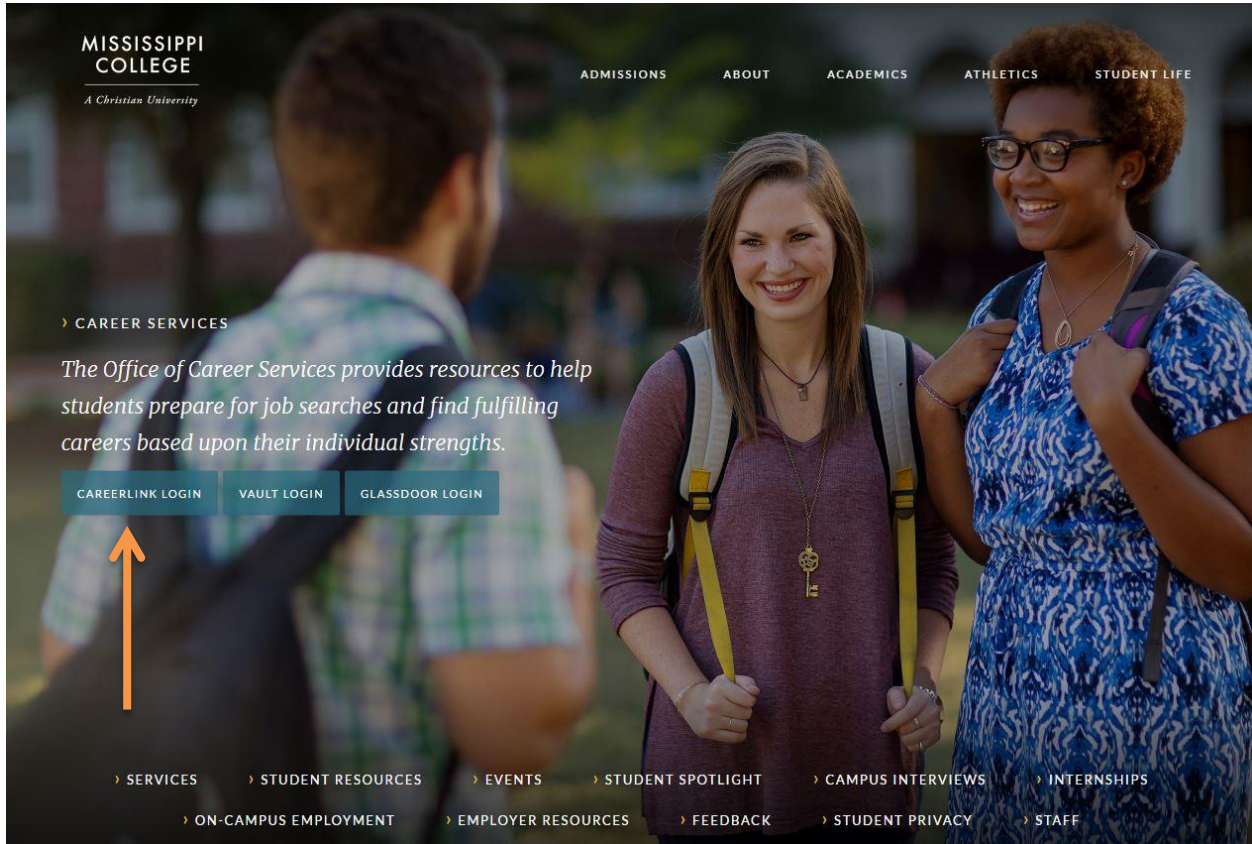 MISSISSIPPI
COLLEGE
A Christian University
ADMISSIONS ABOUT ACADEMICS ATHLETICS STUDENT LIFE
› CAREER SERVICES
The Office of Career Services provides resources to help
students prepare for job searches and find fulfilling
careers based upon their individual strengths.
CAREERLINK LOGIN VAULT LOGIN GLASSDOOR LOGIN
› SERVICES › STUDENT RESOURCES › EVENTS › STUDENT SPOTLIGHT › CAMPUS INTERVIEWS › INTERNSHIPS
› ON-CAMPUS EMPLOYMENT › EMPLOYER RESOURCES › FEEDBACK › STUDENT PRIVACY › STAFF